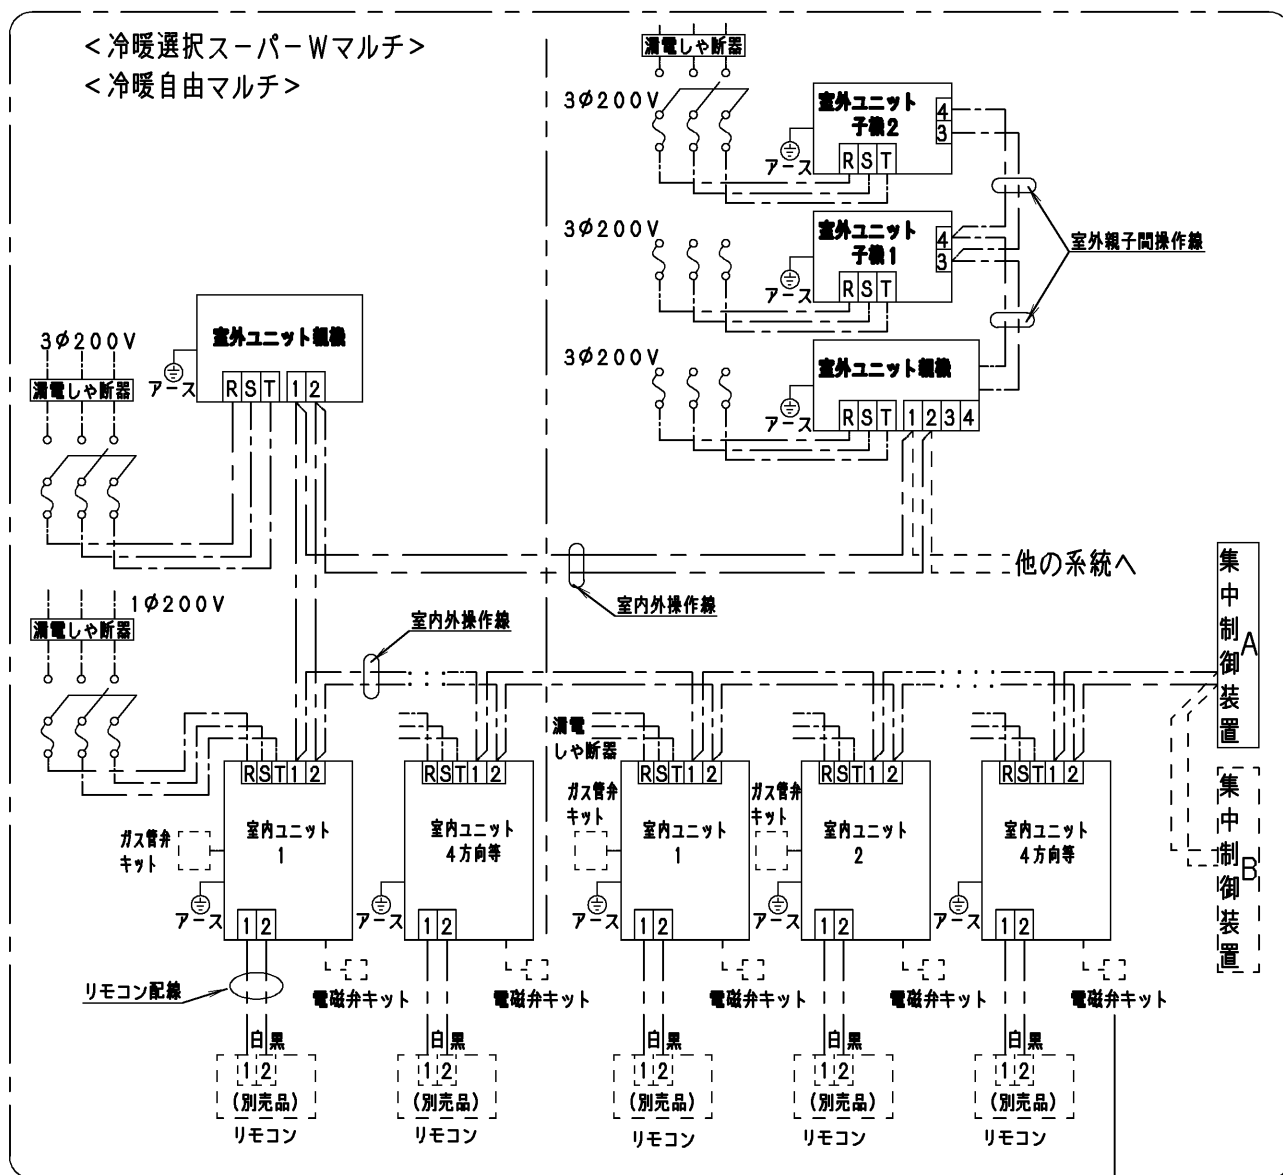 <冷暖選択スーパーWマルチ>
<冷暖自由マルチ>
漏電しゃ断器
3φ200V
室外ユニット
子機2
4
3
アース
R S T
3φ200V
室外ユニット
子機1
4
3
アース
R S T
室外親子間操作線
3φ200V
室外ユニット親機
アース
R S T 1 2 3 4
3φ200V
漏電しゃ断器
室外ユニット親機
アース
R S T 1 2
他の系統へ
室内外操作線
室内外操作線
1φ200V
漏電しゃ断器
集中制御装置
A
集中制御装置
B
漏電
しゃ断器
R S T 1 2
R S T 1 2
R S T 1 2
R S T 1 2
R S T 1 2
ガス管弁
キット
室内ユニット
1
室内ユニット
4方向等
ガス管弁
キット
室内ユニット
1
ガス管弁
キット
室内ユニット
2
室内ユニット
4方向等
アース
アース
アース
アース
アース
1 2
1 2
1 2
1 2
1 2
リモコン配線
電磁弁キット
電磁弁キット
電磁弁キット
電磁弁キット
電磁弁キット
白 黒
白 黒
白 黒
白 黒
白 黒
1 2
1 2
1 2
1 2
1 2
(別売品)
(別売品)
(別売品)
(別売品)
(別売品)
リモコン
リモコン
リモコン
リモコン
リモコン